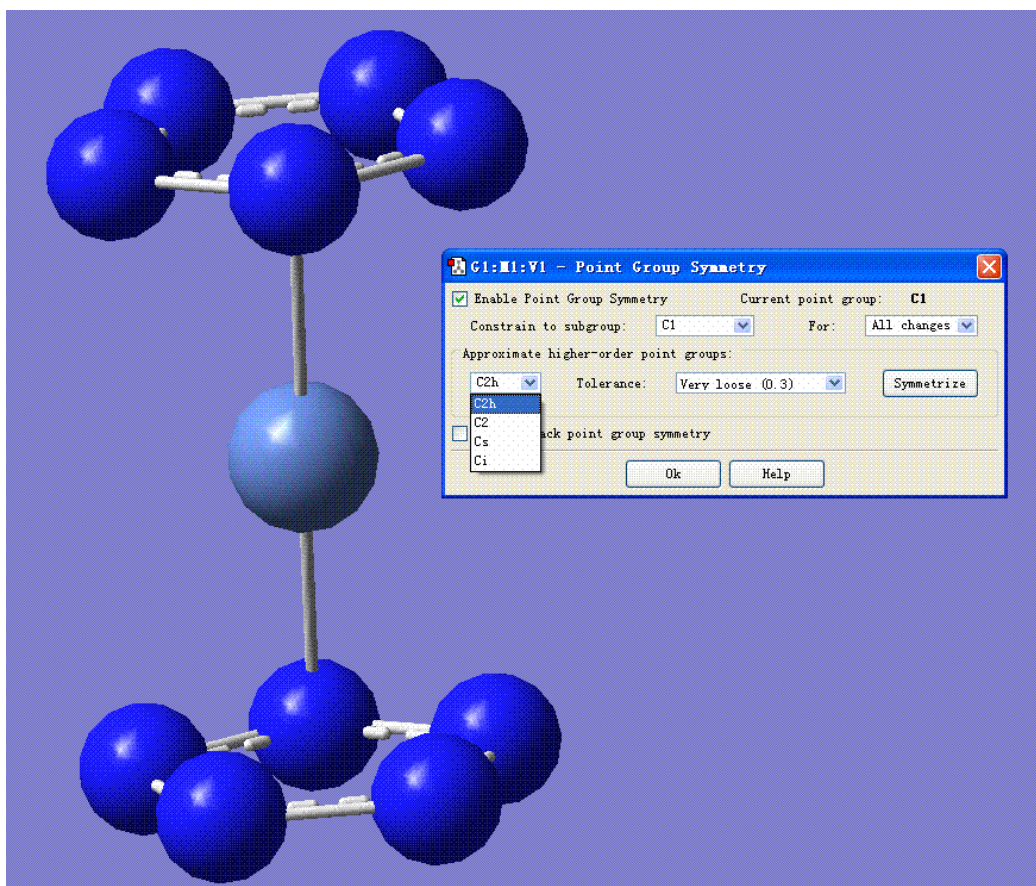 G1:M1:V1 - Point Group Symmetry
Enable Point Group Symmetry Current point group: C1
Constrain to subgroup: C1 For: All changes
Approximate higher-order point groups:
C2h Tolerance: Very loose (0.3) Symmetrize
C2h
C2
Cs
Ci
point group symmetry
Ok Help